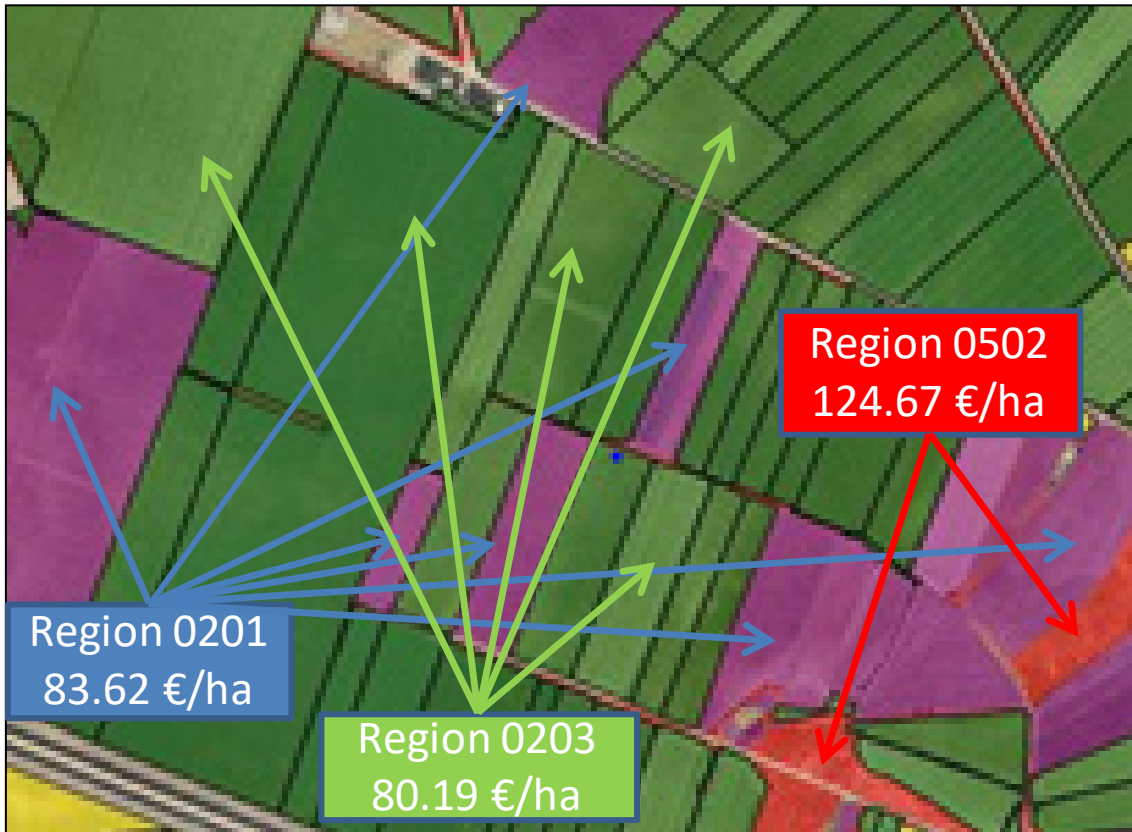 Region 0502
124.67 €/ha
Region 0201
83.62 €/ha
Region 0203
80.19 €/ha